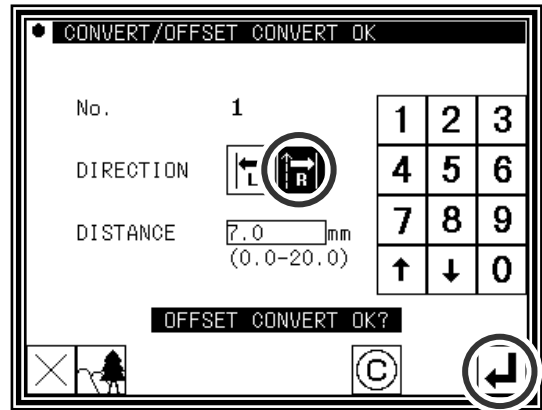 CONVERT/OFFSET CONVERT OK
No. 1
DIRECTION L R
DISTANCE 7.0 mm
(0.0-20.0)
1 2 3
4 5 6
7 8 9
↑ ↓ 0
OFFSET CONVERT OK?
C